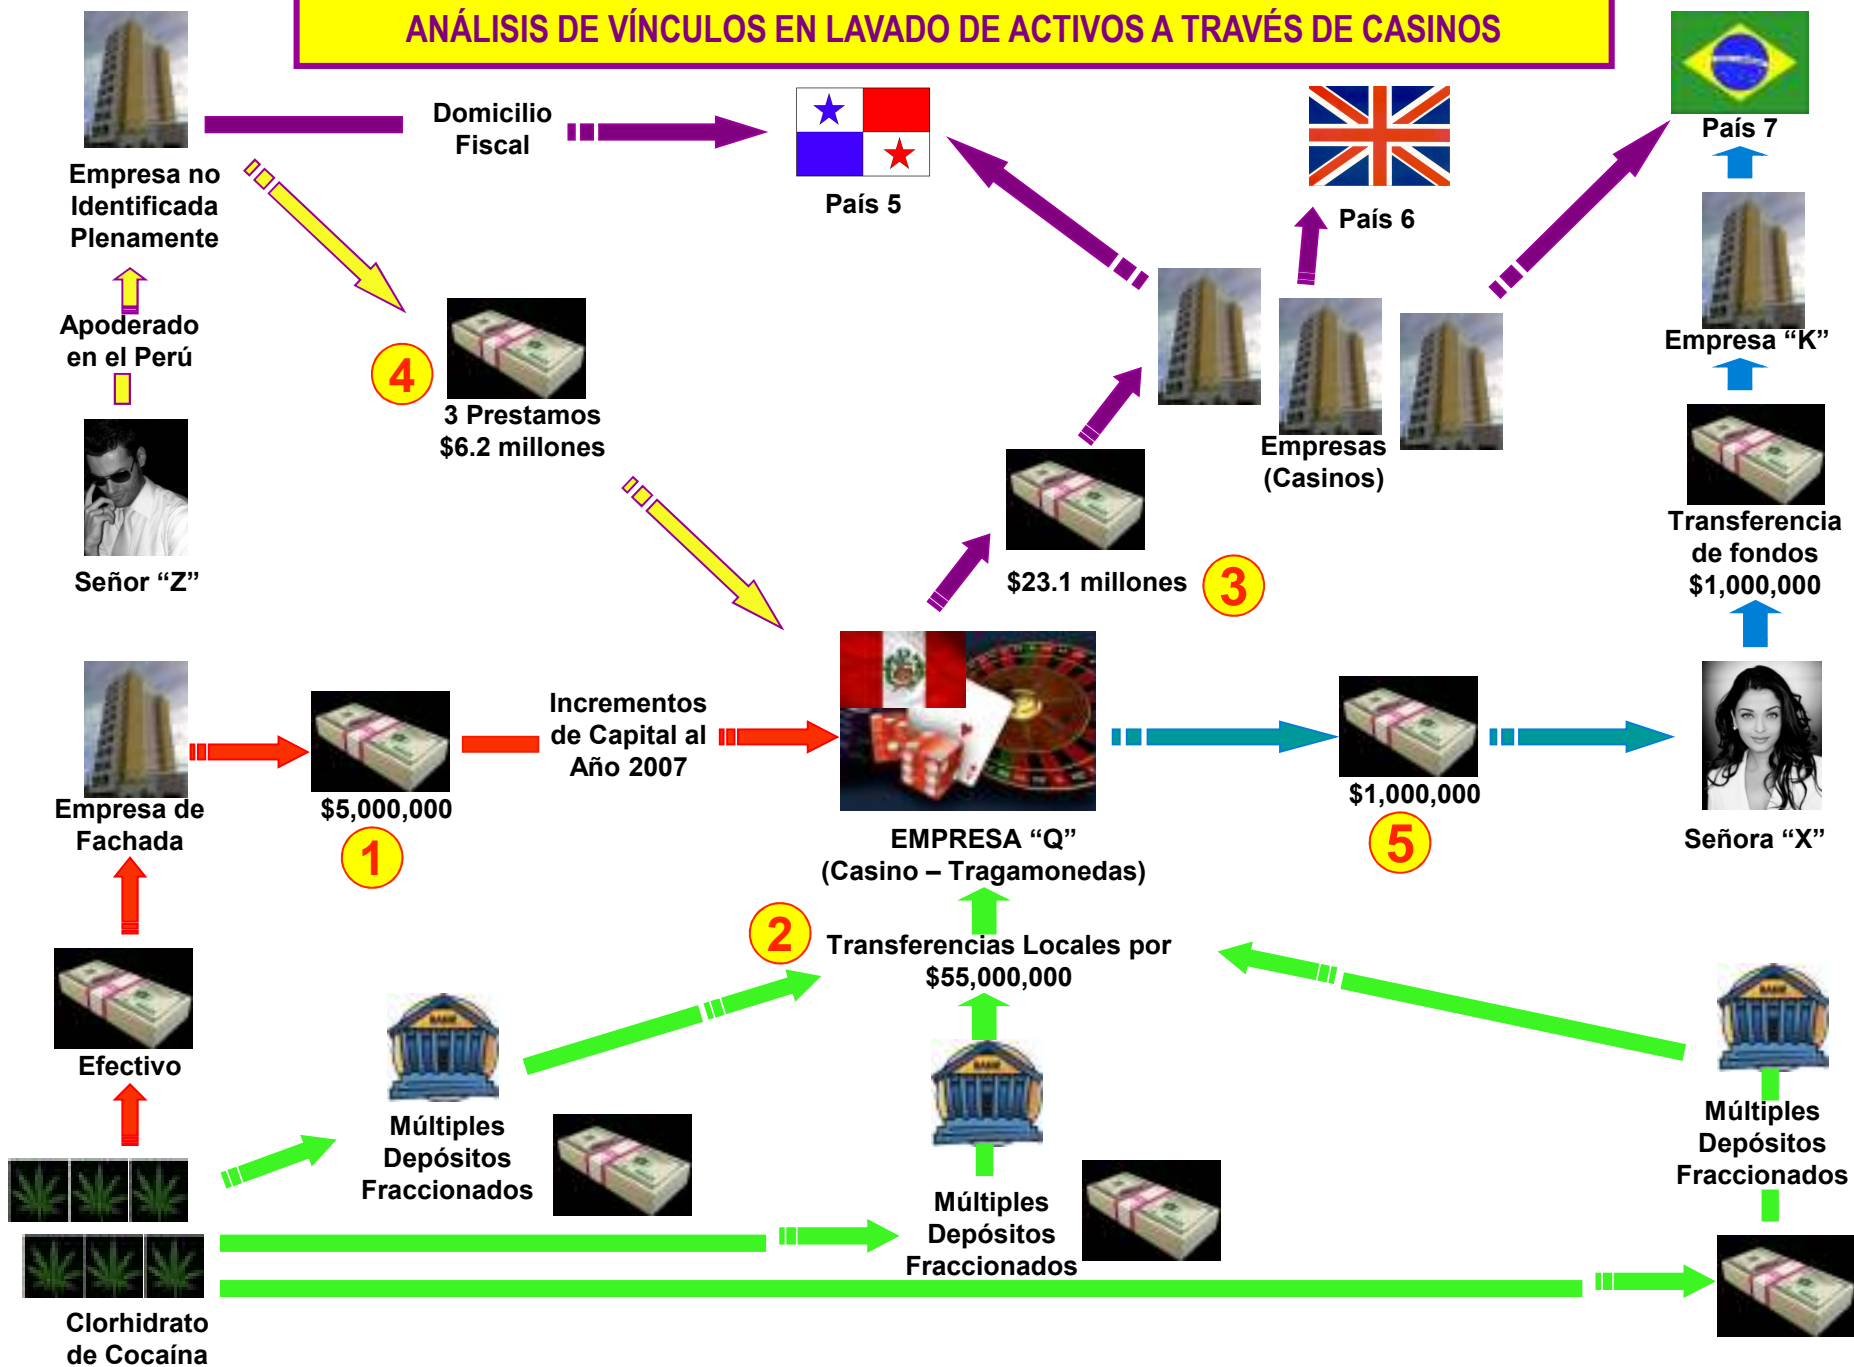 ANÁLISIS DE VÍNCULOS EN LAVADO DE ACTIVOS A TRAVÉS DE CASINOS
Domicilio
Fiscal
Empresa no
Identificada
Plenamente
País 5
País 6
País 7
Apoderado
en el Perú
Señor “Z”
4
3 Prestamos
$6.2 millones
Empresas
(Casinos)
Empresa “K”
$23.1 millones
3
Transferencia
de fondos
$1,000,000
Empresa de
Fachada
$5,000,000
1
Incrementos
de Capital al
Año 2007
EMPRESA “Q”
(Casino – Tragamonedas)
$1,000,000
5
Señora “X”
2
Transferencias Locales por
$55,000,000
Efectivo
Múltiples
Depósitos
Fraccionados
Múltiples
Depósitos
Fraccionados
Múltiples
Depósitos
Fraccionados
Clorhidrato
de Cocaína